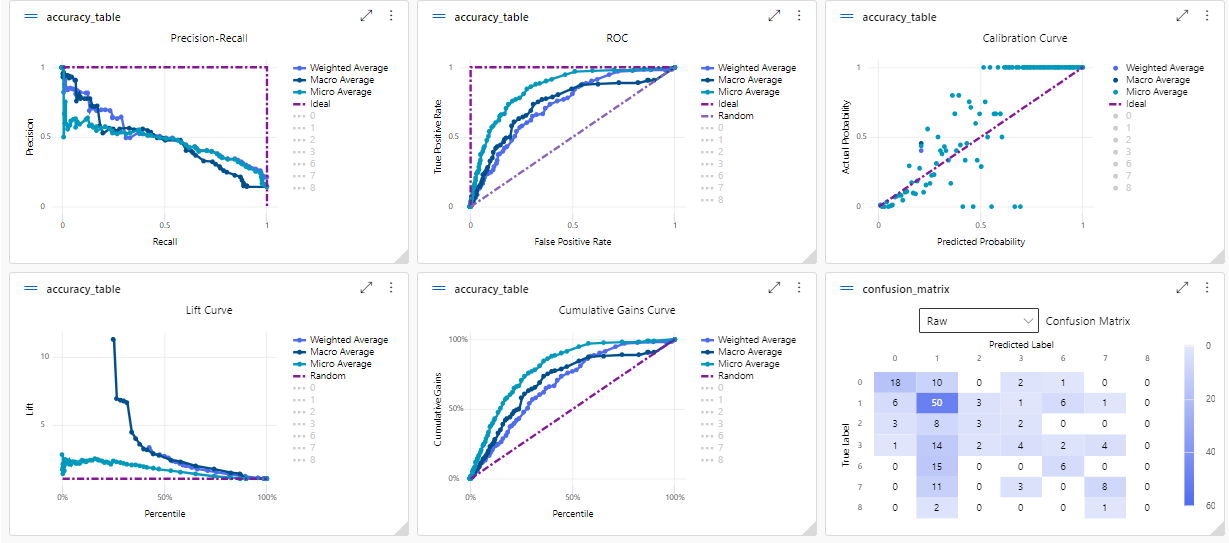 accuracy_table
Precision-Recall
1
0.5
0
Precision
0
0.5
1
Recall
Weighted Average
Macro Average
Micro Average
Ideal
0
1
2
3
6
7
8
accuracy_table
ROC
1
0.5
0
True Positive Rate
0
0.5
1
False Positive Rate
Weighted Average
Macro Average
Micro Average
Ideal
Random
0
1
2
3
6
7
8
accuracy_table
Calibration Curve
1
0.5
0
Actual Probability
0
0.5
1
Predicted Probability
Weighted Average
Macro Average
Micro Average
Ideal
0
1
2
3
6
7
8
accuracy_table
Lift Curve
10
5
Lift
0%
50%
100%
Percentile
Weighted Average
Macro Average
Micro Average
Random
0
1
2
3
6
7
8
accuracy_table
Cumulative Gains Curve
100%
50%
0%
Cumulative Gains
0%
50%
100%
Percentile
Weighted Average
Macro Average
Micro Average
Random
0
1
2
3
6
7
8
confusion_matrix
Raw
Confusion Matrix
Predicted Label
0 1 2 3 6 7 8
True Label
0 18 10 0 2 1 0 0
1 6 50 3 1 6 1 0
2 3 8 3 2 0 0 0
3 1 14 2 4 2 4 0
6 0 15 0 0 6 0 0
7 0 11 0 3 0 8 0
8 0 2 0 0 0 1 0
0
20
40
60